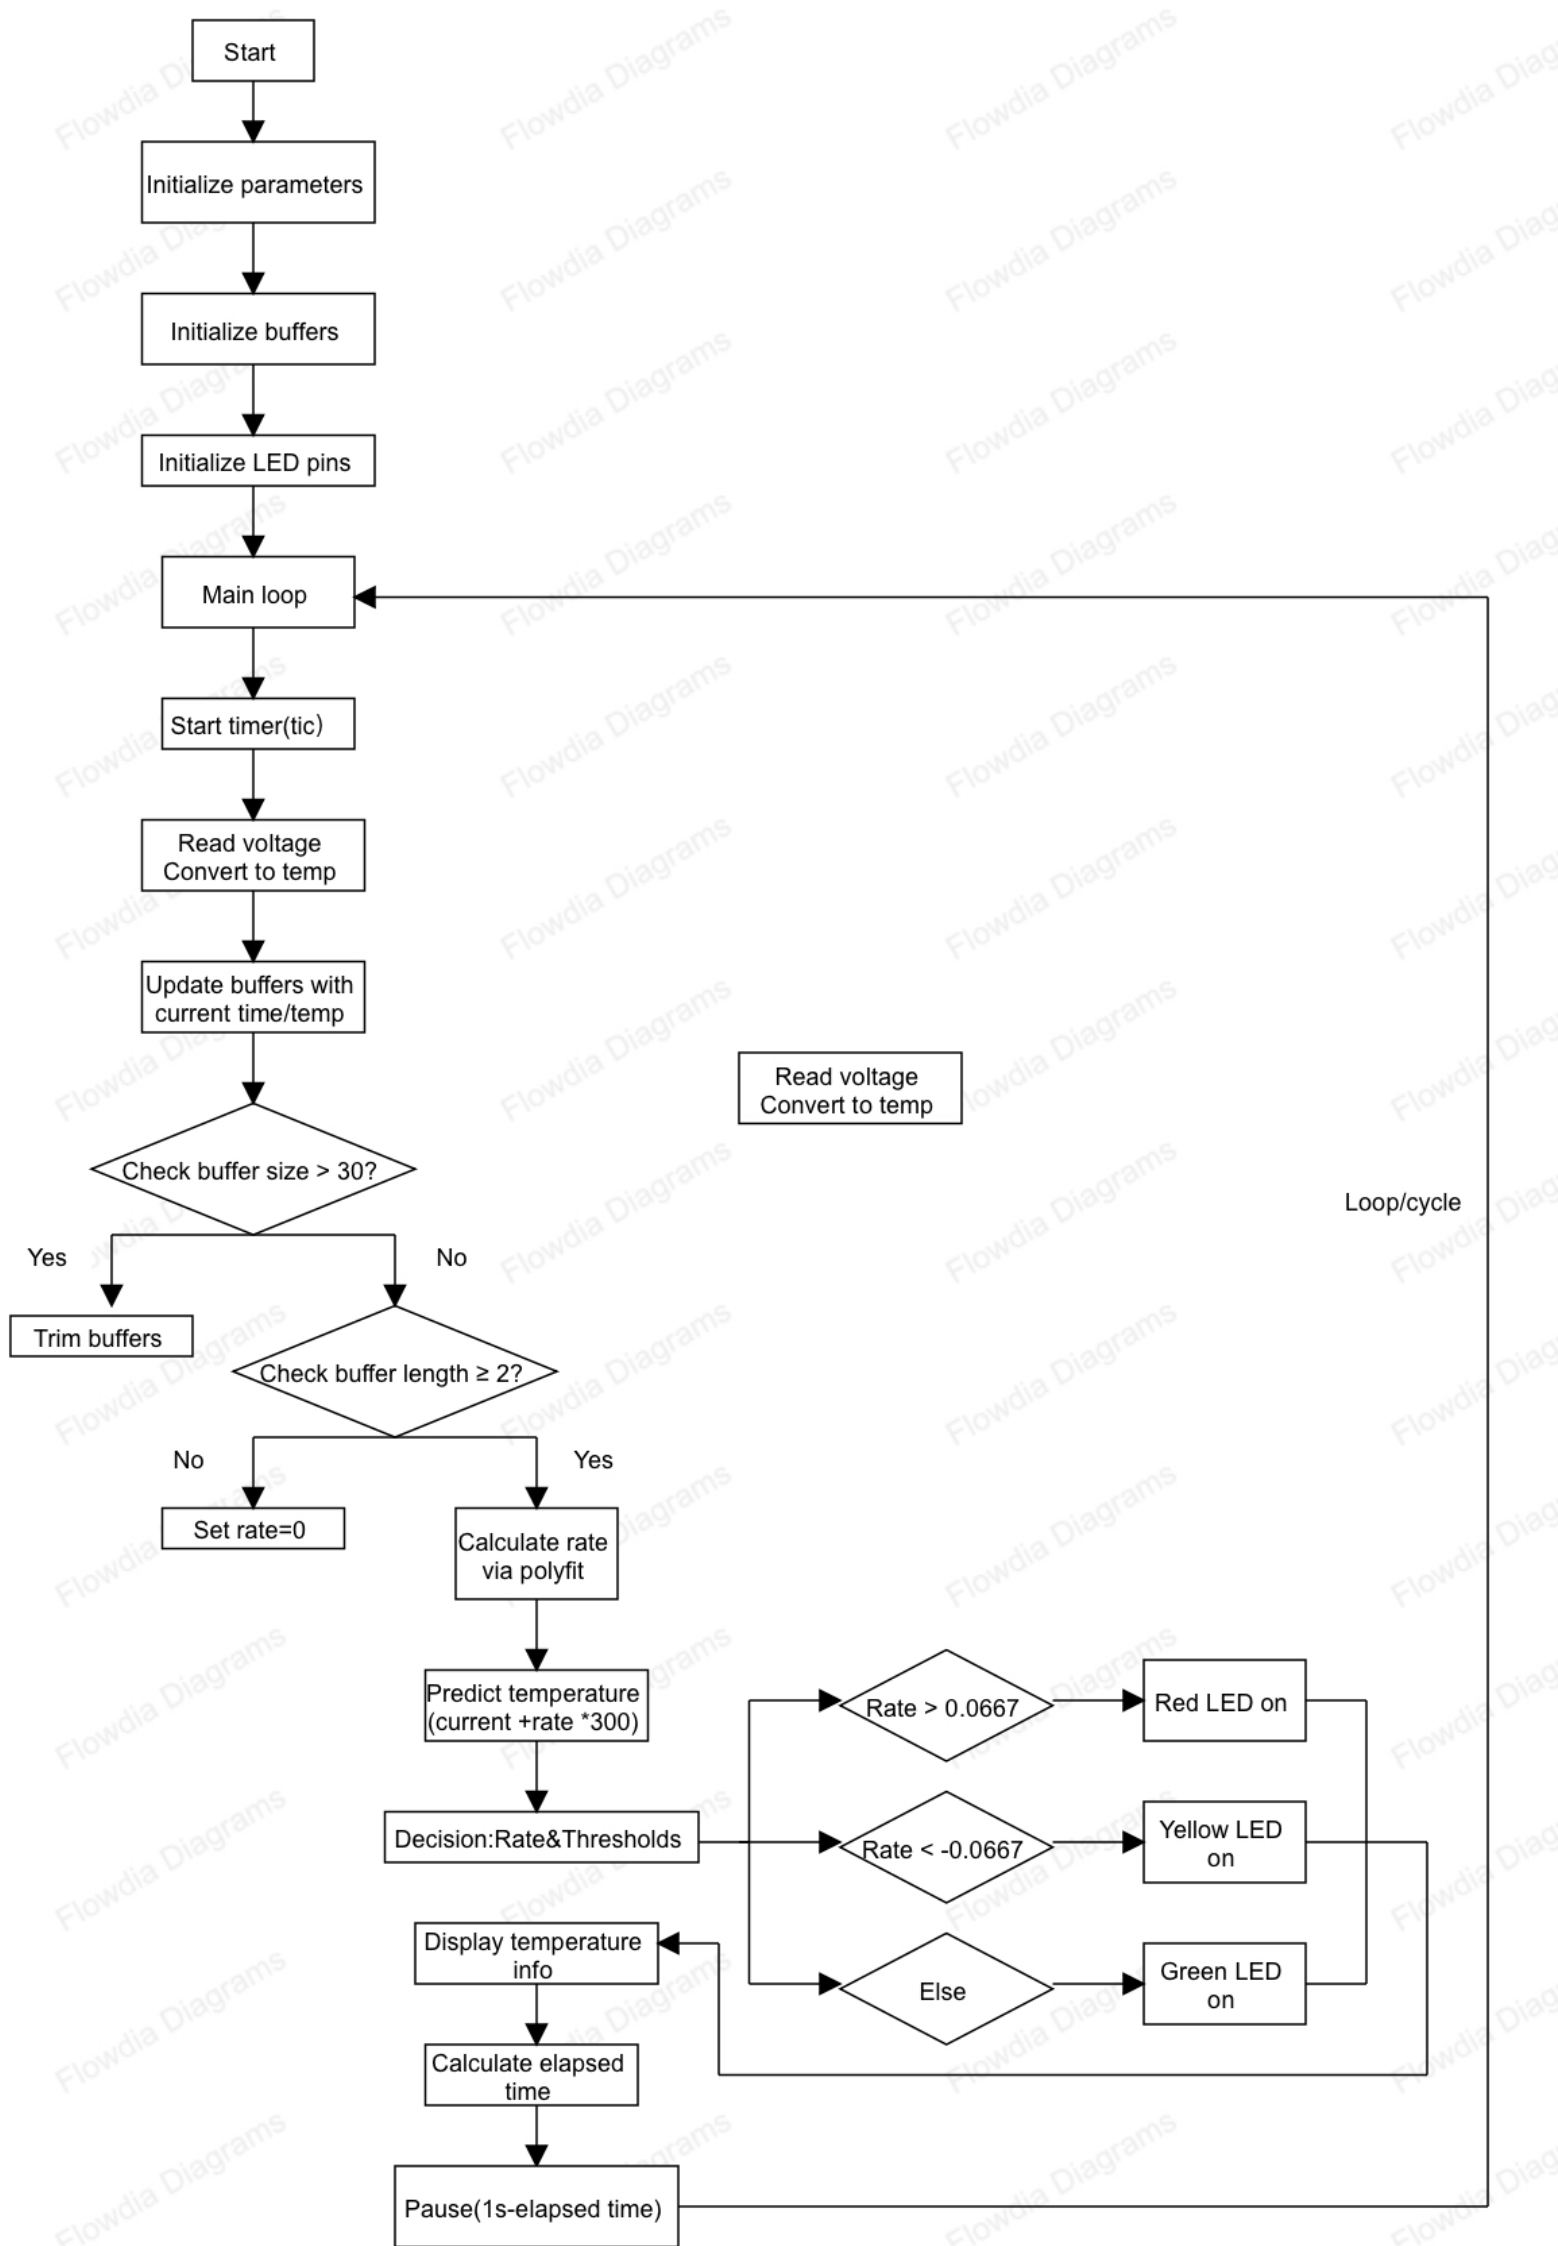 Start
Initialize parameters
Initialize buffers
Initialize LED pins
Main loop
Start timer(tic)
Read voltage
Convert to temp
Update buffers with
current time/temp
Read voltage
Convert to temp
Check buffer size > 30?
Loop/cycle
Yes
No
Trim buffers
Check buffer length ≥ 2?
No
Yes
Set rate=0
Calculate rate
via polyfit
Predict temperature
(current +rate *300)
Rate > 0.0667
Red LED on
Decision:Rate&Thresholds
Rate < -0.0667
Yellow LED
on
Display temperature
info
Else
Green LED
on
Calculate elapsed
time
Pause(1s-elapsed time)
Flowdia Diagrams